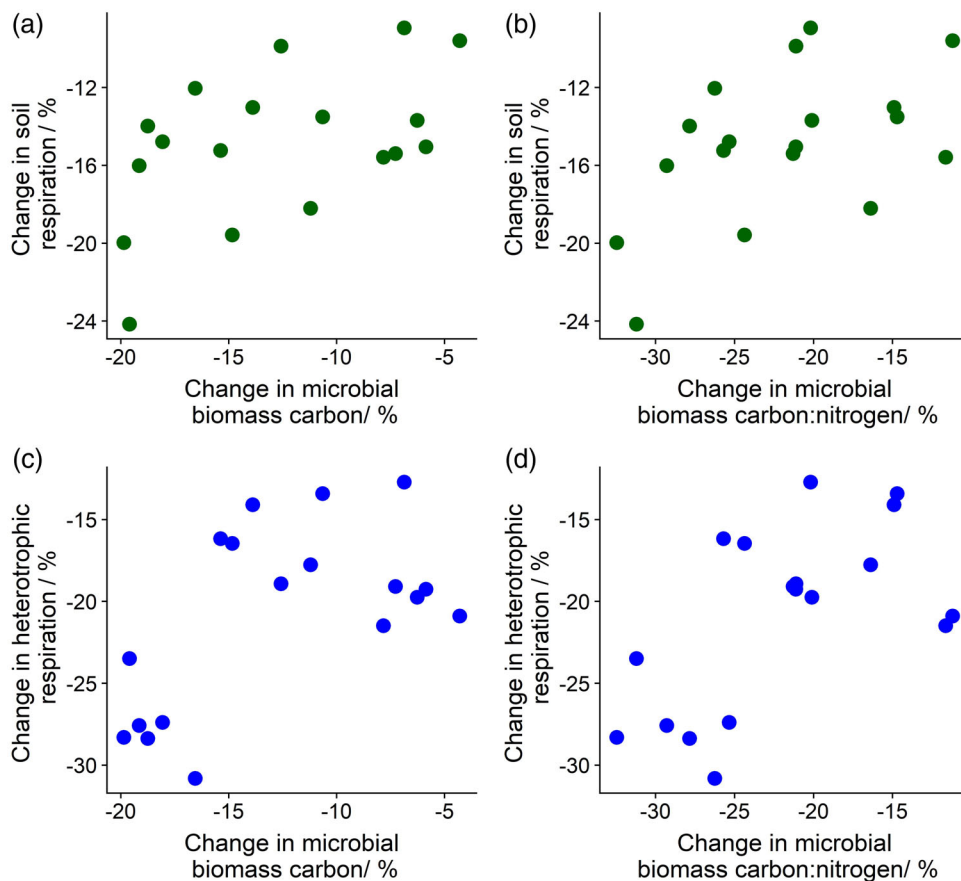 (a)
Change in soil
respiration / %
-12
-16
-20
-24
-20 -15 -10 -5
Change in microbial
biomass carbon/ %
(b)
Change in soil
respiration / %
-12
-16
-20
-24
-30 -25 -20 -15
Change in microbial
biomass carbon:nitrogen/ %
(c)
Change in heterotrophic
respiration / %
-15
-20
-25
-30
-20 -15 -10 -5
Change in microbial
biomass carbon/ %
(d)
Change in heterotrophic
respiration / %
-15
-20
-25
-30
-30 -25 -20 -15
Change in microbial
biomass carbon:nitrogen/ %